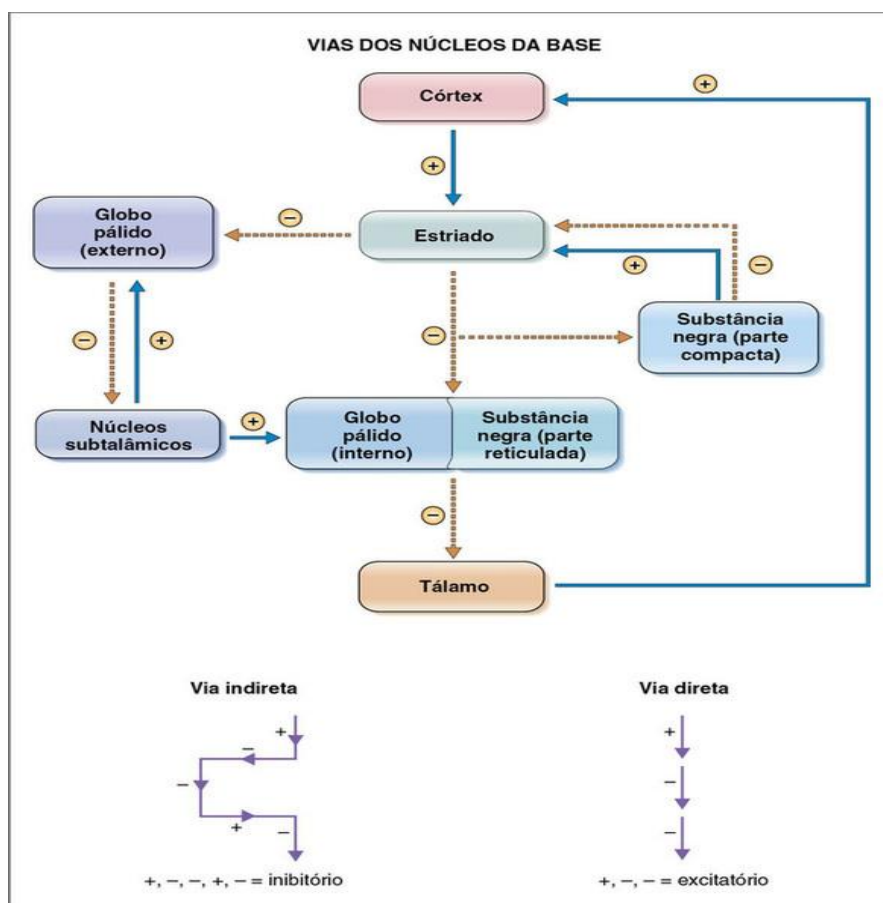 VIAS DOS NÚCLEOS DA BASE
Córtex
+
+
Globo
pálido
(externo)
−
Estriado
+
−
−
+
−
Substância
negra (parte
compacta)
Núcleos
subtalâmicos
+
Globo
pálido
(interno)
Substância
negra (parte
reticulada)
−
Tálamo
Via indireta
+
−
−
+
−
+, −, −, +, − = inibitório
Via direta
+
−
−
+, −, − = excitatório